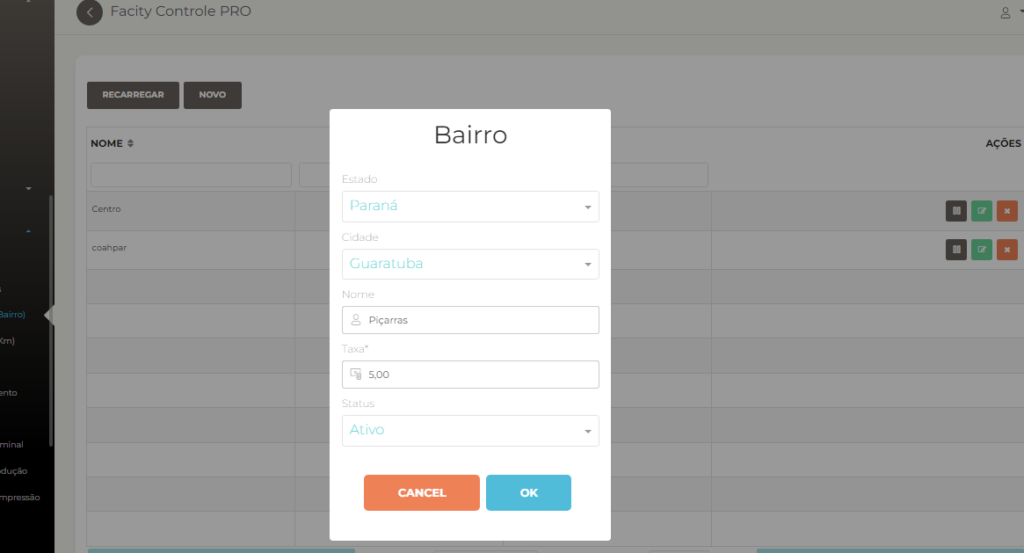 Facity Controle PRO
RECARREGAR NOVO
NOME AÇÕES
Centro
coahpar
Bairro)
Km)
ento
minal
dução
mpressão
Bairro
Estado
Paraná
Cidade
Guaratuba
Nome
Piçarras
Taxa*
5,00
Status
Ativo
CANCEL OK